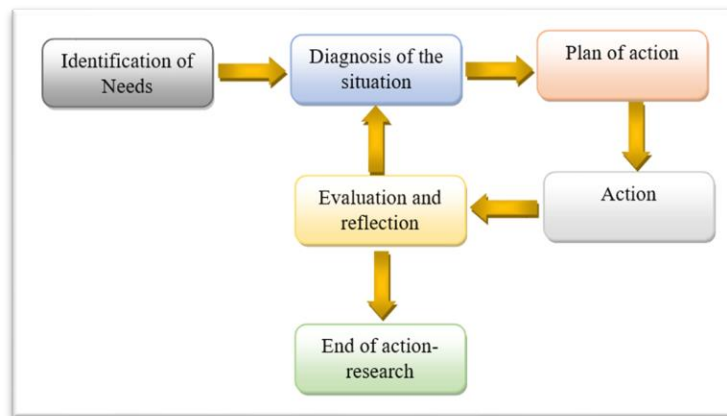 Identification of
Needs
Diagnosis of the
situation
Plan of action
Action
Evaluation and
reflection
End of action-
research